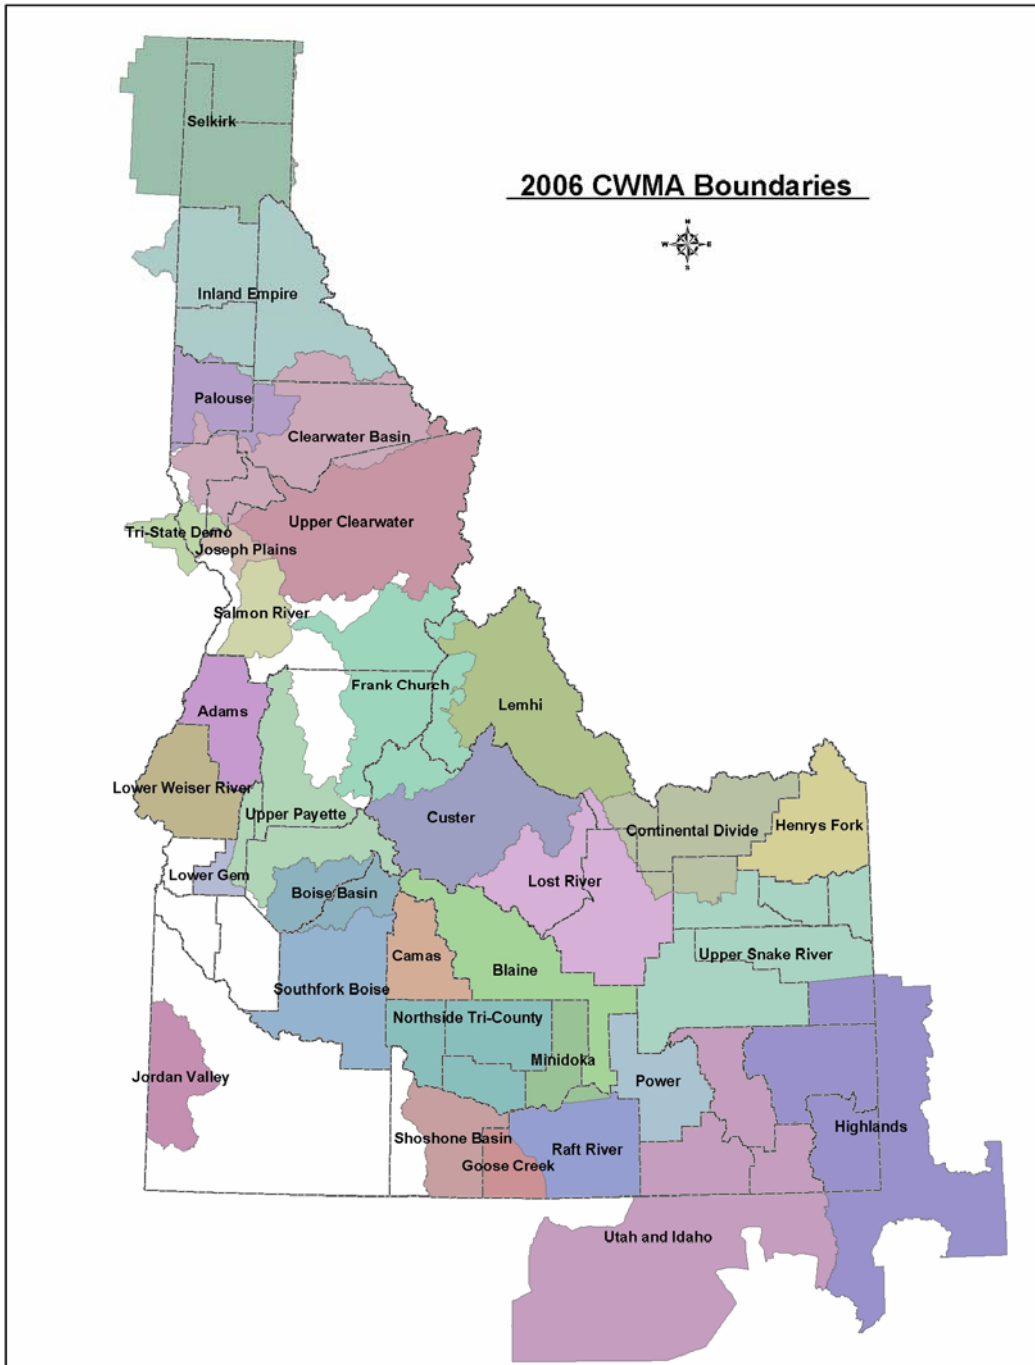 Selkirk
2006 CWMA Boundaries
N
W E
S
Inland Empire
Palouse
Clearwater Basin
Upper Clearwater
Tri-State Demo
Joseph Plains
Salmon River
Frank Church
Lemhi
Adams
Lower Weiser River
Upper Payette
Custer
Continental Divide
Henrys Fork
Lower Gem
Boise Basin
Lost River
Camas
Blaine
Upper Snake River
Southfork Boise
Northside Tri-County
Minidoka
Jordan Valley
Power
Highlands
Shoshone Basin
Raft River
Goose Creek
Utah and Idaho